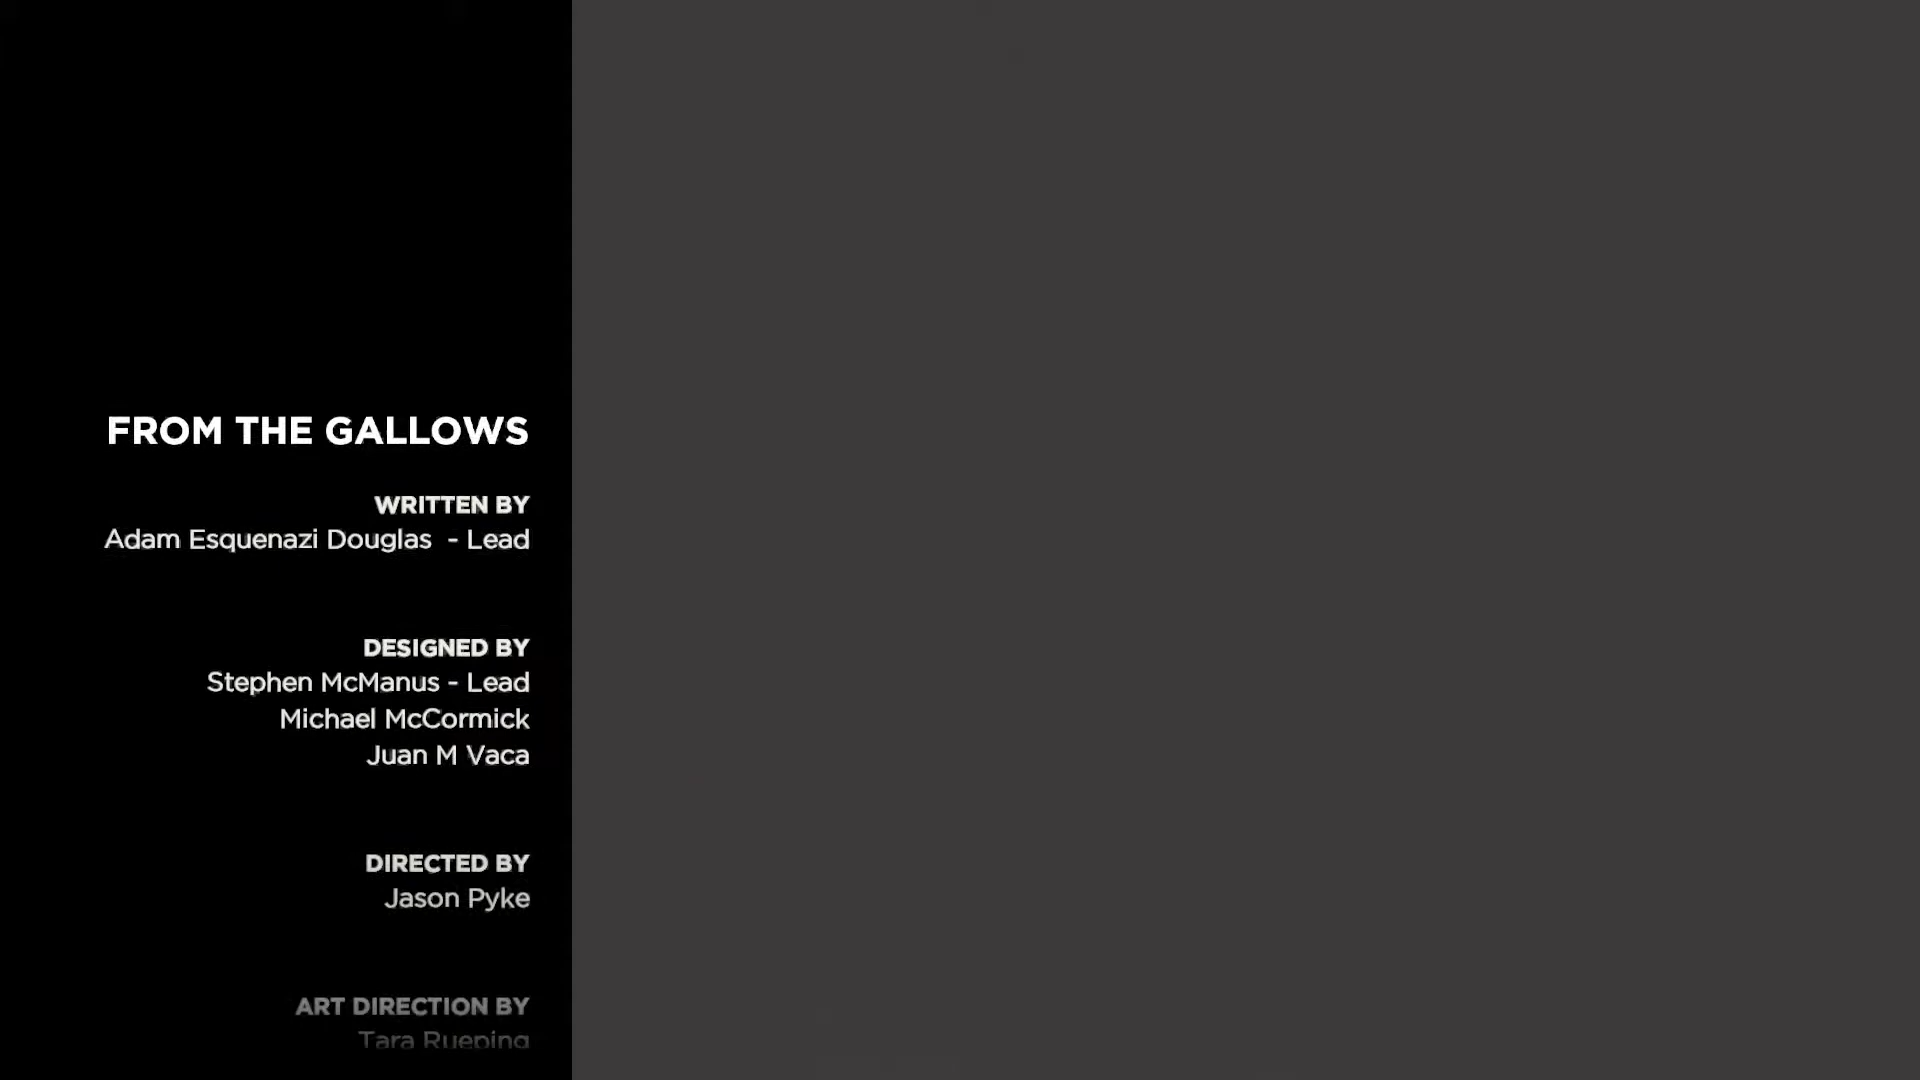 FROM THE GALLOWS
WRITTEN BY
Adam Esquenazi Douglas - Lead
DESIGNED BY
Stephen McManus - Lead
Michael McCormick
Juan M Vaca
DIRECTED BY
Jason Pyke
ART DIRECTION BY
Tara Rueping